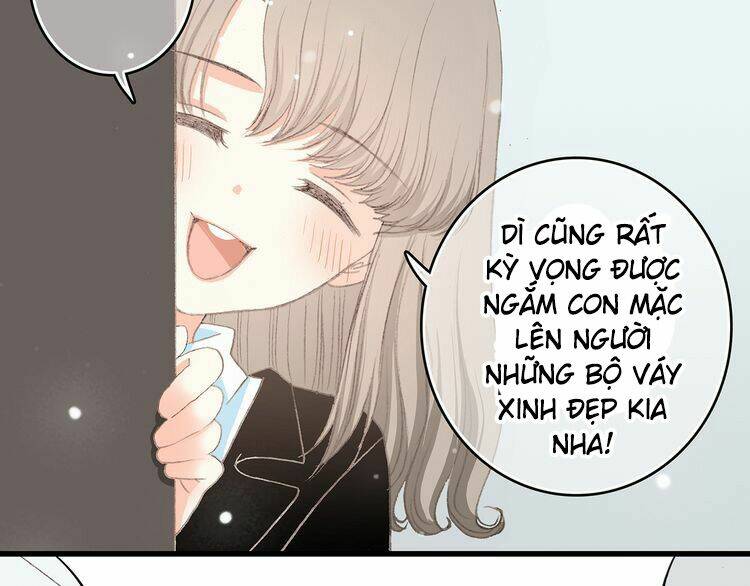 DÌ CŨNG RẤT
KỲ VỌNG ĐƯỢC
NGẮM CON MẶC
LÊN NGƯỜI
NHỮNG BỘ VÁY
XINH ĐẸP KIA
NHA!